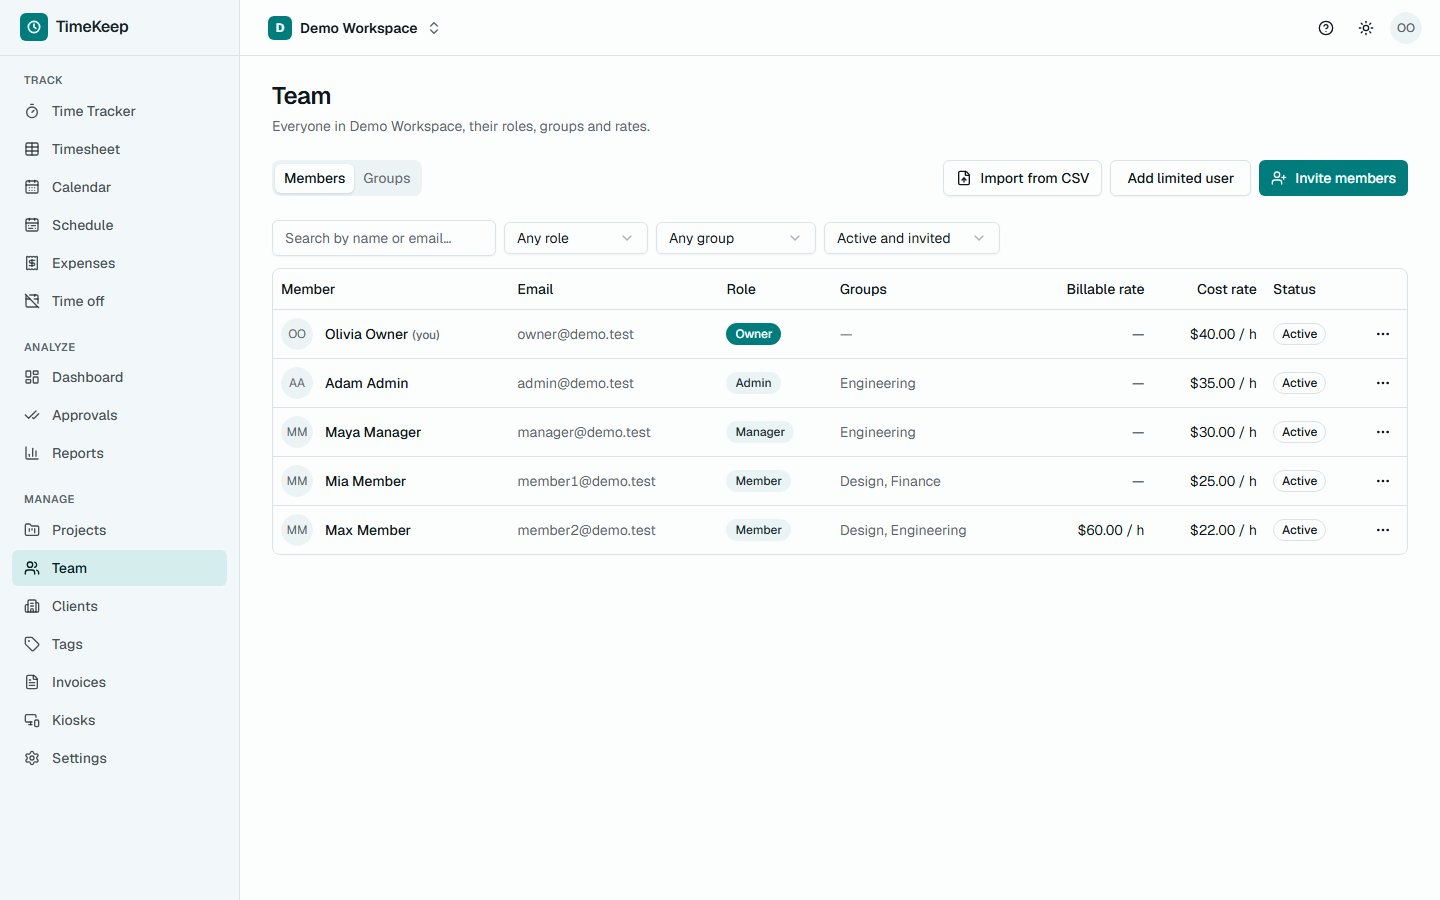 TimeKeep
D Demo Workspace
OO
TRACK
Time Tracker
Timesheet
Calendar
Schedule
Expenses
Time off
ANALYZE
Dashboard
Approvals
Reports
MANAGE
Projects
Team
Clients
Tags
Invoices
Kiosks
Settings
Team
Everyone in Demo Workspace, their roles, groups and rates.
Members Groups
Import from CSV Add limited user Invite members
Search by name or email... Any role Any group Active and invited
Member Email Role Groups Billable rate Cost rate Status
OO Olivia Owner (you) owner@demo.test Owner — — $40.00 / h Active
AA Adam Admin admin@demo.test Admin Engineering — $35.00 / h Active
MM Maya Manager manager@demo.test Manager Engineering — $30.00 / h Active
MM Mia Member member1@demo.test Member Design, Finance — $25.00 / h Active
MM Max Member member2@demo.test Member Design, Engineering $60.00 / h $22.00 / h Active